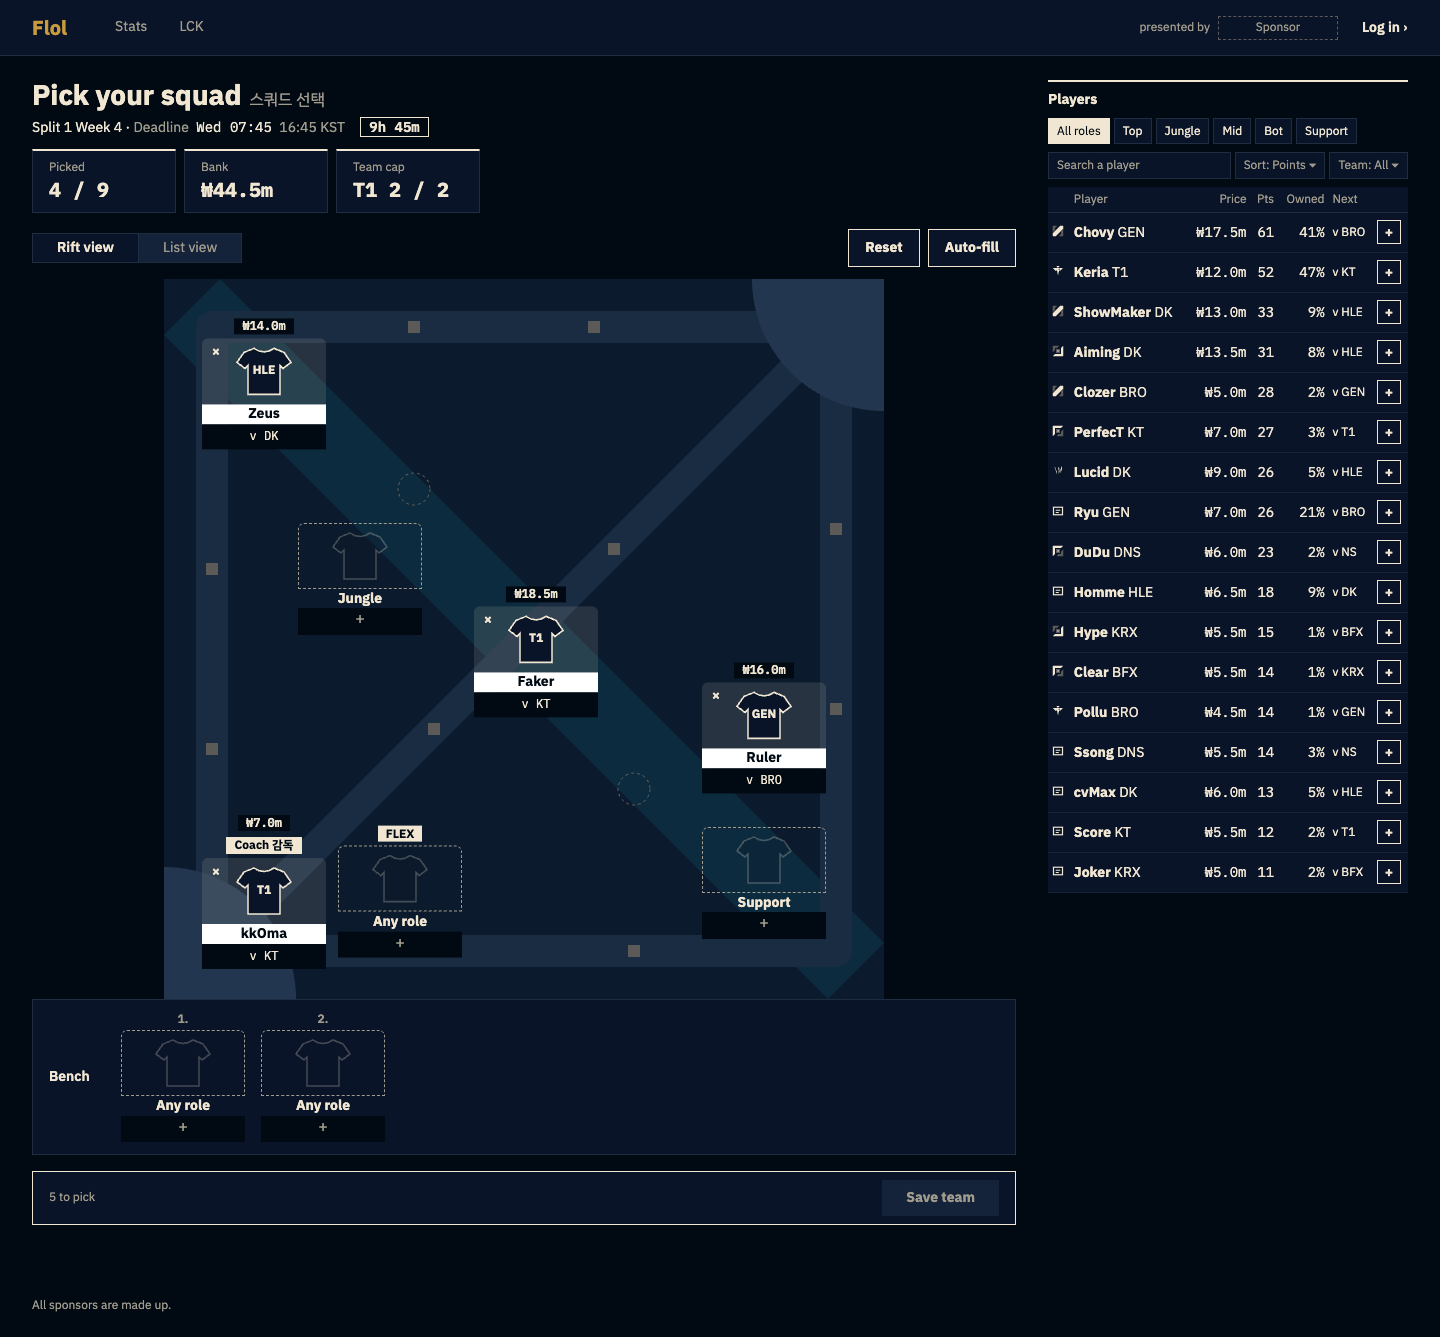 Flol
Stats
LCK
presented by
Sponsor
Log in ›
Pick your squad 스쿼드 선택
Split 1 Week 4 · Deadline Wed 07:45 16:45 KST
9h 45m
Picked
4 / 9
Bank
₩44.5m
Team cap
T1 2 / 2
Rift view
List view
Reset
Auto-fill
₩14.0m
×
HLE
Zeus
v DK
Jungle
+
₩18.5m
×
T1
Faker
v KT
₩16.0m
×
GEN
Ruler
v BRO
₩7.0m
Coach 감독
×
T1
kkOma
v KT
FLEX
Any role
+
Support
+
Bench
1.
Any role
+
2.
Any role
+
5 to pick
Save team
Players
All roles
Top
Jungle
Mid
Bot
Support
Search a player
Sort: Points
Team: All
Player Price Pts Owned Next
Chovy GEN ₩17.5m 61 41% v BRO +
Keria T1 ₩12.0m 52 47% v KT +
ShowMaker DK ₩13.0m 33 9% v HLE +
Aiming DK ₩13.5m 31 8% v HLE +
Clozer BRO ₩5.0m 28 2% v GEN +
PerfecT KT ₩7.0m 27 3% v T1 +
Lucid DK ₩9.0m 26 5% v HLE +
Ryu GEN ₩7.0m 26 21% v BRO +
DuDu DNS ₩6.0m 23 2% v NS +
Homme HLE ₩6.5m 18 9% v DK +
Hype KRX ₩5.5m 15 1% v BFX +
Clear BFX ₩5.5m 14 1% v KRX +
Pollu BRO ₩4.5m 14 1% v GEN +
Ssong DNS ₩5.5m 14 3% v NS +
cvMax DK ₩6.0m 13 5% v HLE +
Score KT ₩5.5m 12 2% v T1 +
Joker KRX ₩5.0m 11 2% v BFX +
All sponsors are made up.